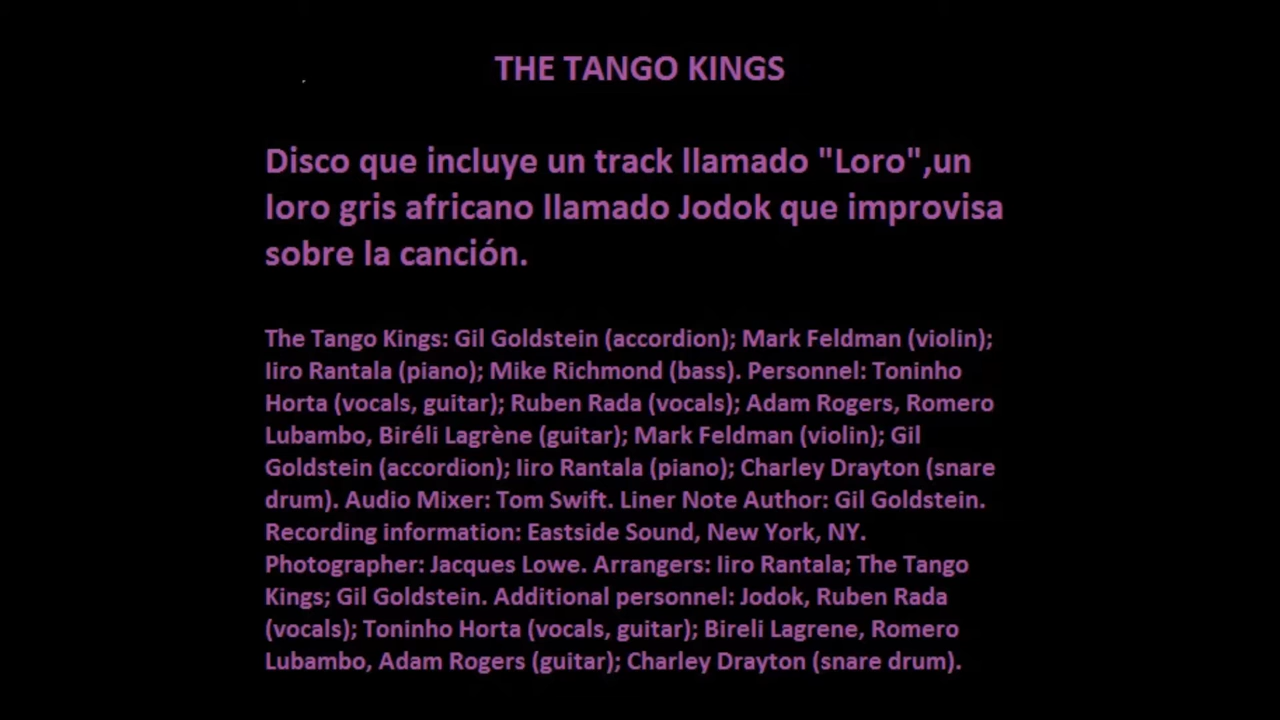 THE TANGO KINGS
Disco que incluye un track llamado "Loro",un
loro gris africano llamado Jodok que improvisa
sobre la canción.
The Tango Kings: Gil Goldstein (accordion); Mark Feldman (violin);
Iiro Rantala (piano); Mike Richmond (bass). Personnel: Toninho
Horta (vocals, guitar); Ruben Rada (vocals); Adam Rogers, Romero
Lubambo, Biréli Lagrène (guitar); Mark Feldman (violin); Gil
Goldstein (accordion); Iiro Rantala (piano); Charley Drayton (snare
drum). Audio Mixer: Tom Swift. Liner Note Author: Gil Goldstein.
Recording information: Eastside Sound, New York, NY.
Photographer: Jacques Lowe. Arrangers: Iiro Rantala; The Tango
Kings; Gil Goldstein. Additional personnel: Jodok, Ruben Rada
(vocals); Toninho Horta (vocals, guitar); Bireli Lagrene, Romero
Lubambo, Adam Rogers (guitar); Charley Drayton (snare drum).